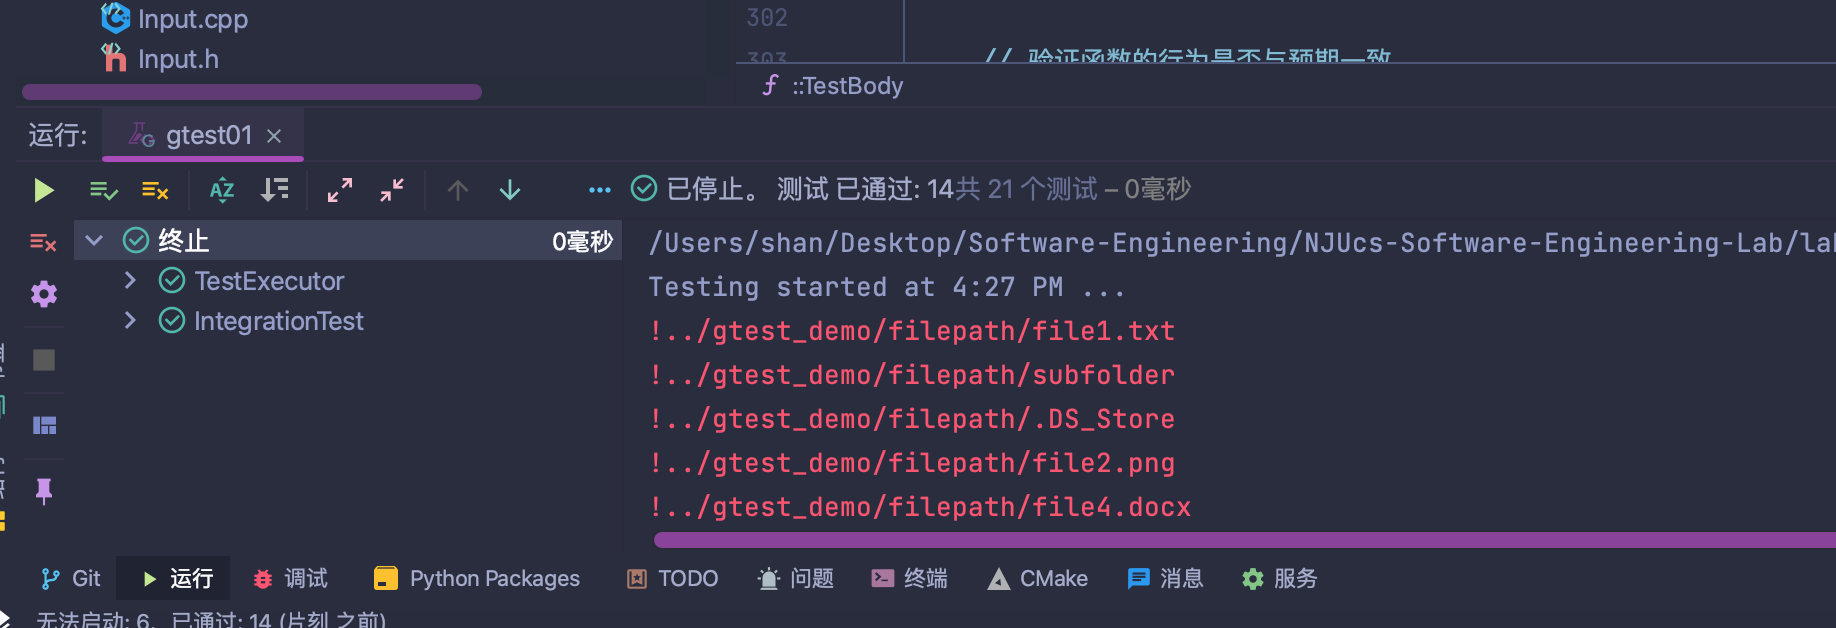 Input.cpp
Input.h
302
303
// 验证函数的行为是否与预期一致
::TestBody
运行:
gtest01
已停止。 测试 已通过: 14共 21 个测试 – 0毫秒
终止 0毫秒
TestExecutor
IntegrationTest
/Users/shan/Desktop/Software-Engineering/NJUcs-Software-Engineering-Lab/lab
Testing started at 4:27 PM ...
!../gtest_demo/filepath/file1.txt
!../gtest_demo/filepath/subfolder
!../gtest_demo/filepath/.DS_Store
!../gtest_demo/filepath/file2.png
!../gtest_demo/filepath/file4.docx
Git 运行 调试 Python Packages TODO 问题 终端 CMake 消息 服务
无法启动: 6, 已通过: 14 (片刻 之前)